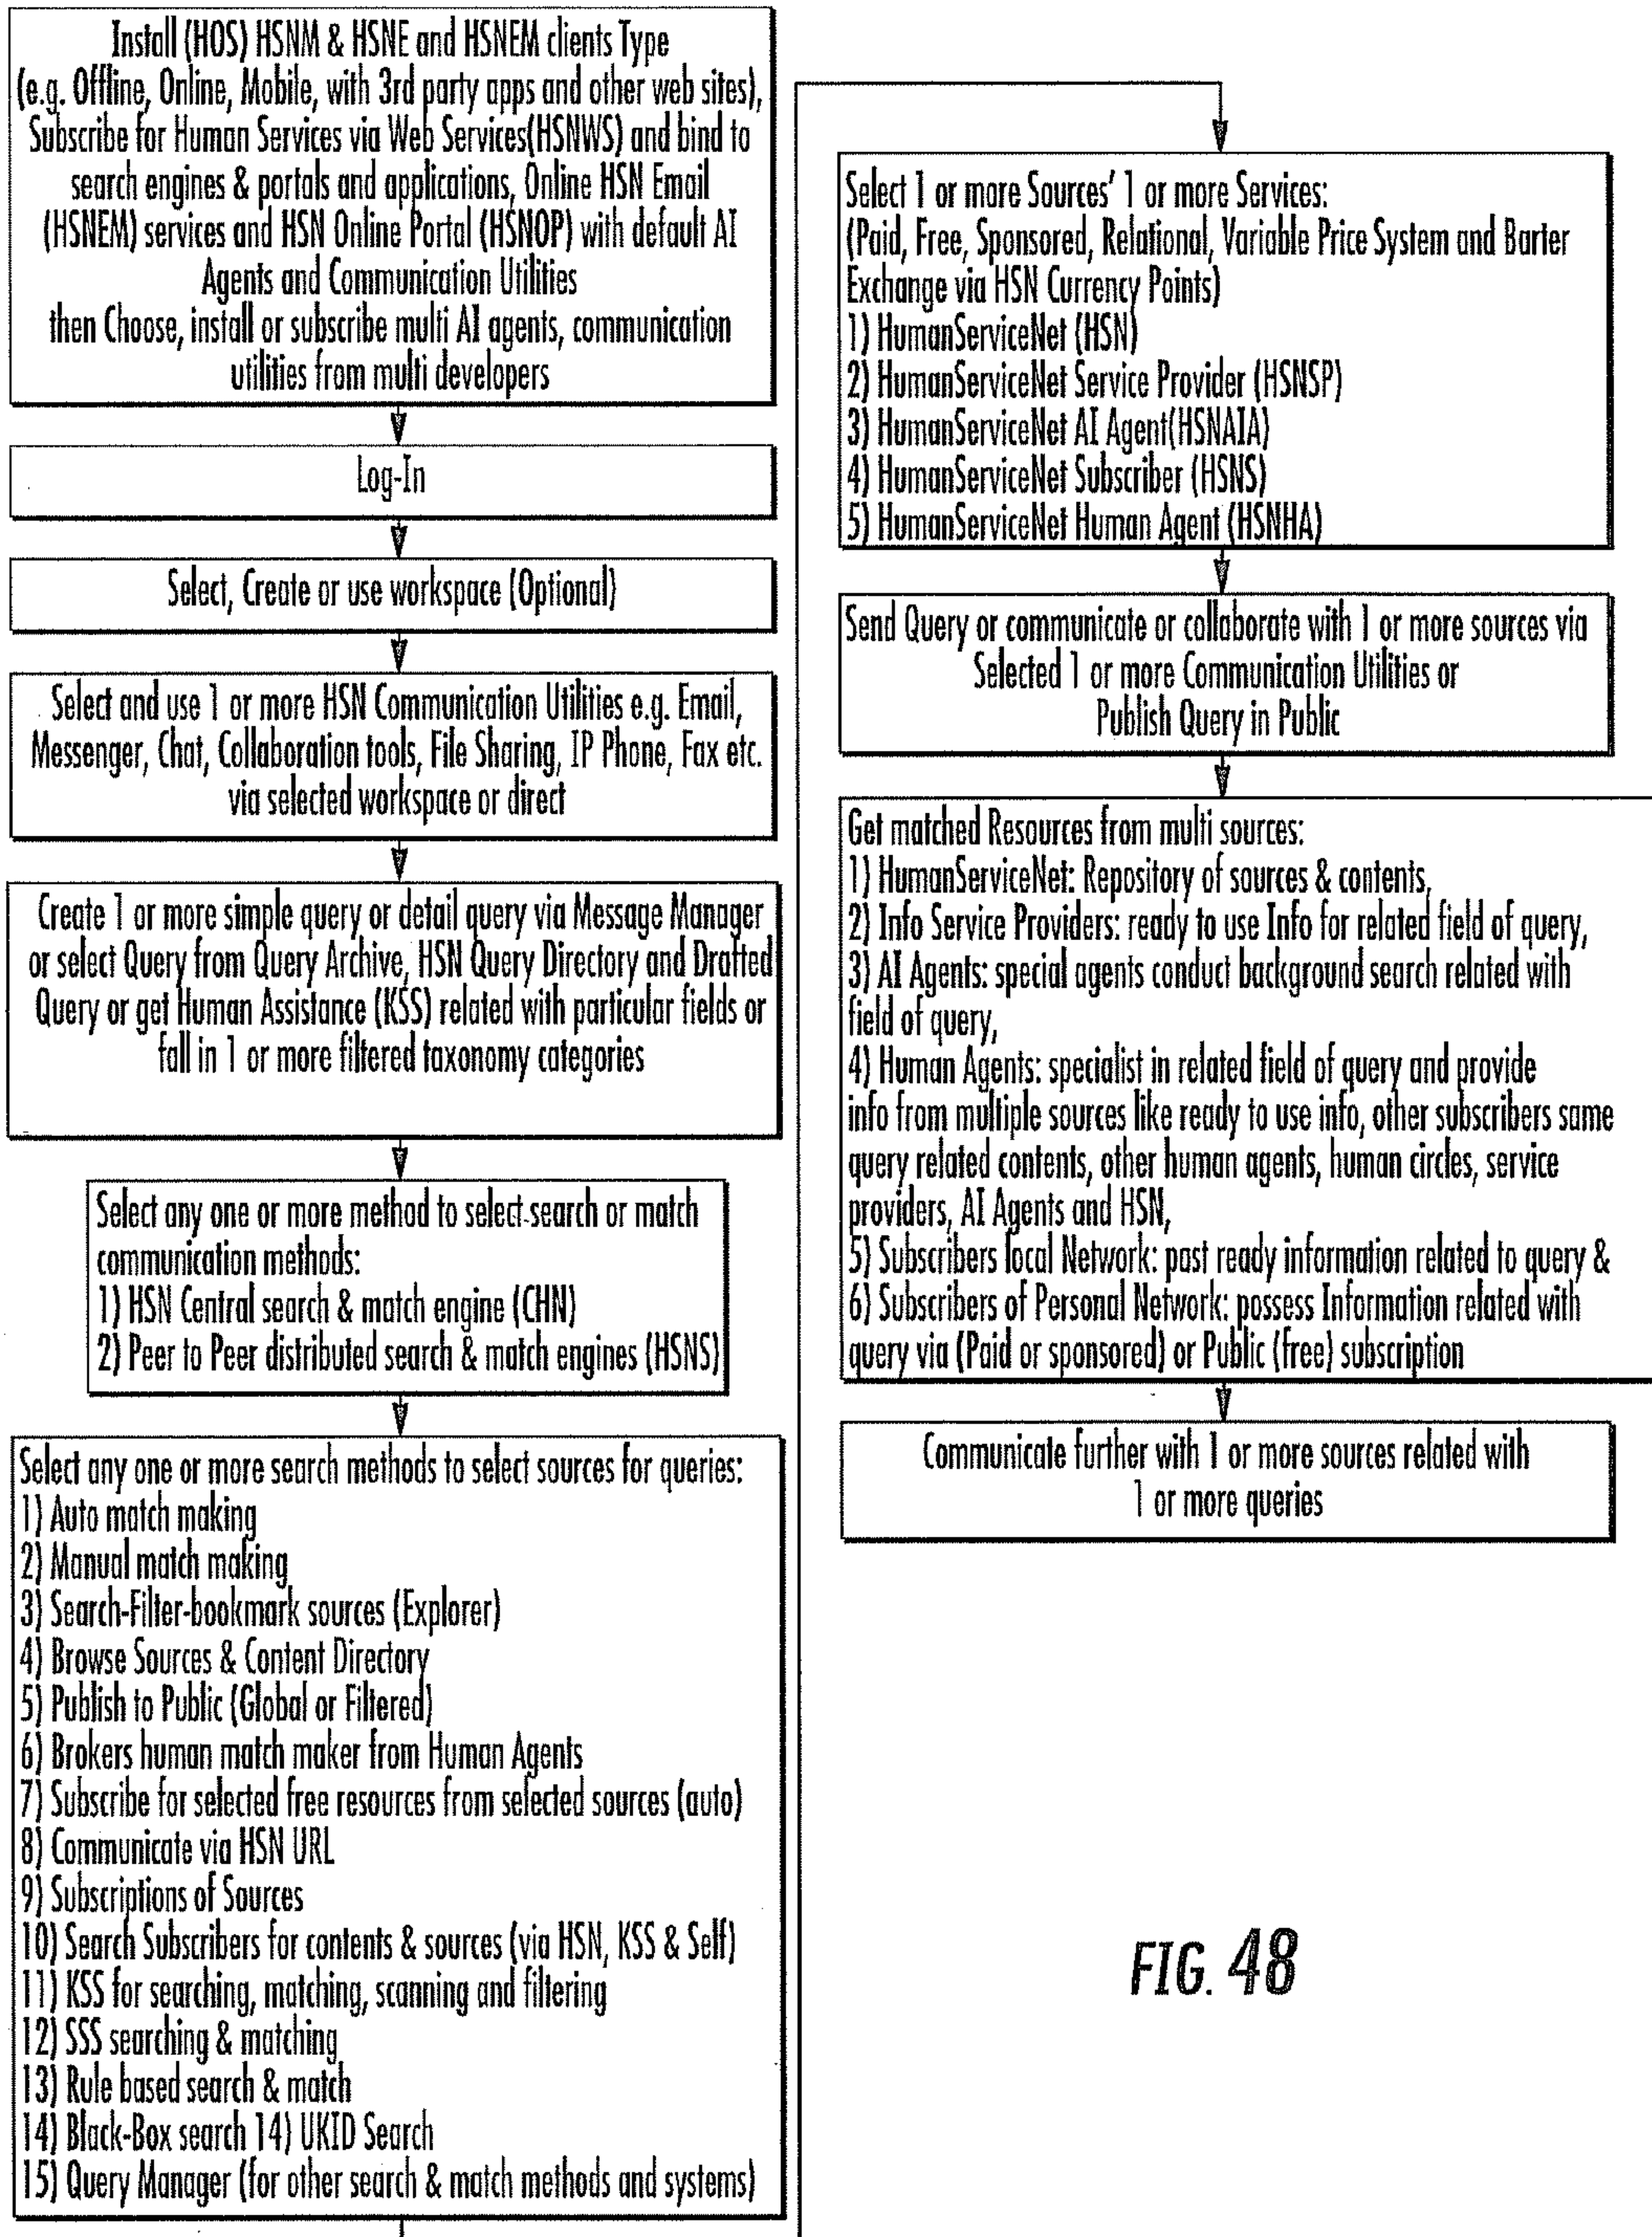 Install (HOS) HSNM & HSNE and HSNEM clients Type
(e.g. Offline, Online, Mobile, with 3rd party apps and other web sites),
Subscribe for Human Services via Web Services(HSNWS) and bind to
search engines & portals and applications, Online HSN Email
(HSNEM) services and HSN Online Portal (HSNOP) with default AI
Agents and Communication Utilities
then Choose, install or subscribe multi AI agents, communication
utilities from multi developers
Log-In
Select, Create or use workspace (Optional)
Select and use 1 or more HSN Communication Utilities e.g. Email,
Messenger, Chat, Collaboration tools, File Sharing, IP Phone, Fax etc.
via selected workspace or direct
Create 1 or more simple query or detail query via Message Manager
or select Query from Query Archive, HSN Query Directory and Drafted
Query or get Human Assistance (KSS) related with particular fields or
fall in 1 or more filtered taxonomy categories
Select any one or more method to select search or match
communication methods:
1) HSN Central search & match engine (CHN)
2) Peer to Peer distributed search & match engines (HSNS)
Select any one or more search methods to select sources for queries:
1) Auto match making
2) Manual match making
3) Search-Filter-bookmark sources (Explorer)
4) Browse Sources & Content Directory
5) Publish to Public (Global or Filtered)
6) Brokers human match maker from Human Agents
7) Subscribe for selected free resources from selected sources (auto)
8) Communicate via HSN URL
9) Subscriptions of Sources
10) Search Subscribers for contents & sources (via HSN, KSS & Self)
11) KSS for searching, matching, scanning and filtering
12) SSS searching & matching
13) Rule based search & match
14) Black-Box search 14) UKID Search
15) Query Manager (for other search & match methods and systems)
Select 1 or more Sources' 1 or more Services:
(Paid, Free, Sponsored, Relational, Variable Price System and Barter
Exchange via HSN Currency Points)
1) HumanServiceNet (HSN)
2) HumanServiceNet Service Provider (HSNSP)
3) HumanServiceNet AI Agent(HSNAIA)
4) HumanServiceNet Subscriber (HSNS)
5) HumanServiceNet Human Agent (HSNHA)
Send Query or communicate or collaborate with 1 or more sources via
Selected 1 or more Communication Utilities or
Publish Query in Public
Get matched Resources from multi sources:
1) HumanServiceNet: Repository of sources & contents,
2) Info Service Providers: ready to use Info for related field of query,
3) AI Agents: special agents conduct background search related with
field of query,
4) Human Agents: specialist in related field of query and provide
info from multiple sources like ready to use info, other subscribers same
query related contents, other human agents, human circles, service
providers, AI Agents and HSN,
5) Subscribers local Network: past ready information related to query &
6) Subscribers of Personal Network: possess Information related with
query via (Paid or sponsored) or Public (free) subscription
Communicate further with 1 or more sources related with
1 or more queries
FIG. 48